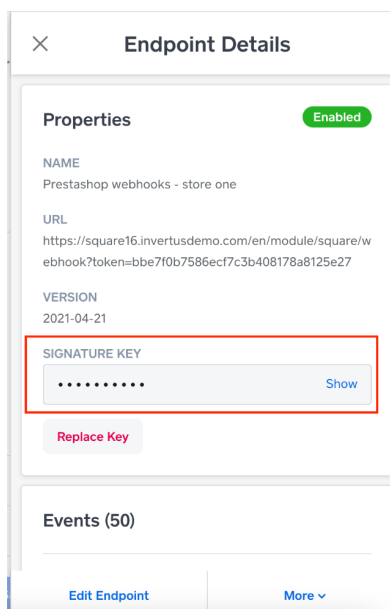 Endpoint Details
Properties
Enabled
NAME
Prestashop webhooks - store one
URL
https://square16.invertusdemo.com/en/module/square/w
ebhook?token=bbe7f0b7586ecf7c3b408178a8125e27
VERSION
2021-04-21
SIGNATURE KEY
••••••••••
Show
Replace Key
Events (50)
Edit Endpoint
More